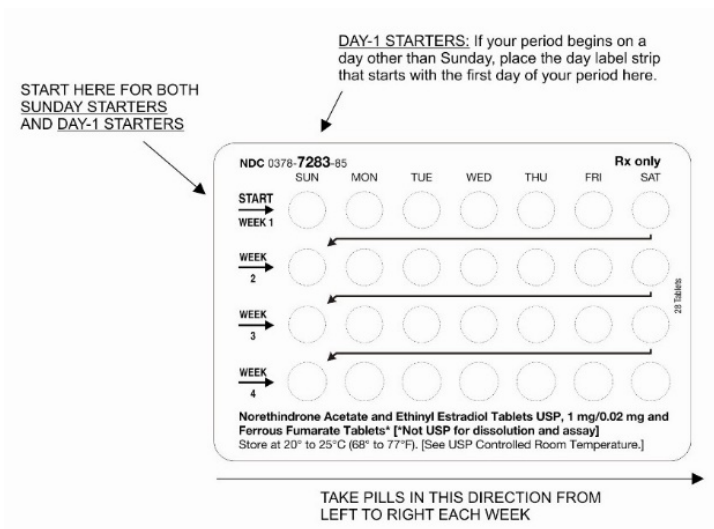 DAY-1 STARTERS: If your period begins on a
day other than Sunday, place the day label strip
that starts with the first day of your period here.
START HERE FOR BOTH
SUNDAY STARTERS
AND DAY-1 STARTERS
NDC 0378-7283-85
Rx only
SUN MON TUE WED THU FRI SAT
START
WEEK 1
WEEK
2
WEEK
3
WEEK
4
28 Tablets
Norethindrone Acetate and Ethinyl Estradiol Tablets USP, 1 mg/0.02 mg and
Ferrous Fumarate Tablets* [*Not USP for dissolution and assay]
Store at 20° to 25°C (68° to 77°F). [See USP Controlled Room Temperature.]
TAKE PILLS IN THIS DIRECTION FROM
LEFT TO RIGHT EACH WEEK